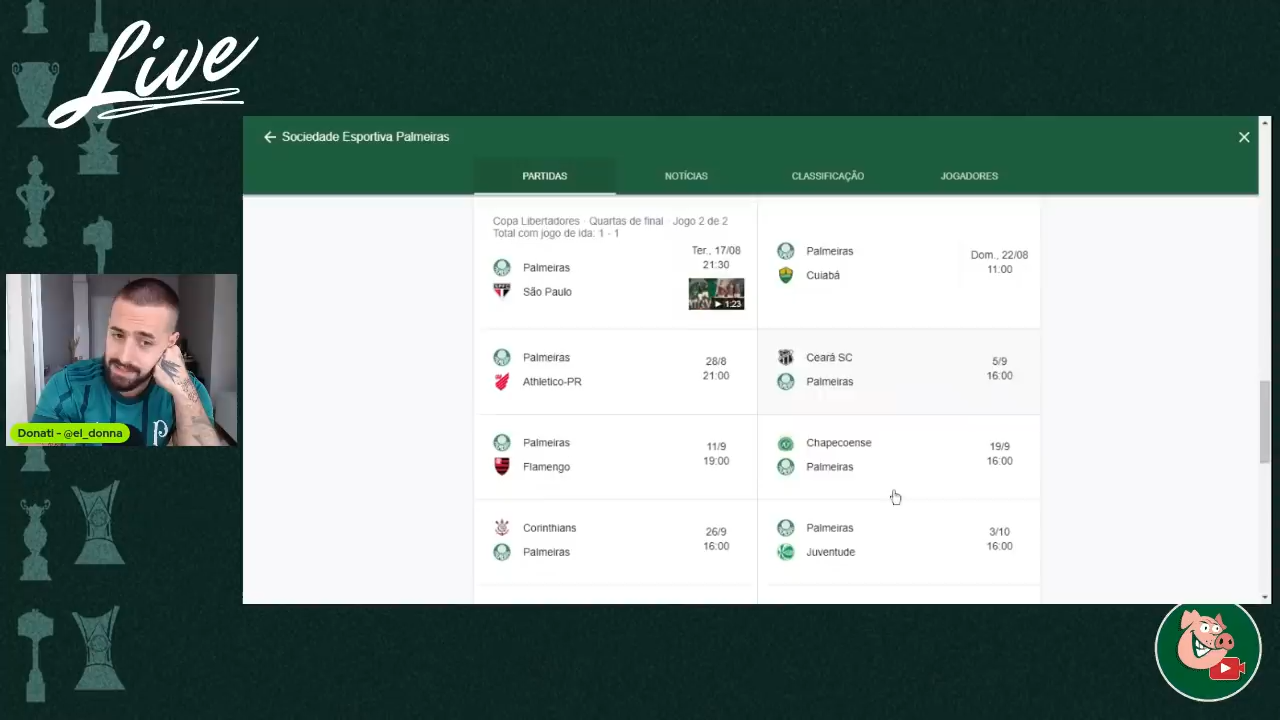 Live
Sociedade Esportiva Palmeiras
PARTIDAS
NOTÍCIAS
CLASSIFICAÇÃO
JOGADORES
Copa Libertadores · Quartas de final · Jogo 2 de 2
Total com jogo de ida: 1 - 1
Palmeiras
São Paulo
Ter., 17/08
21:30
1:23
Palmeiras
Cuiabá
Dom., 22/08
11:00
Palmeiras
Athletico-PR
28/8
21:00
Ceará SC
Palmeiras
5/9
16:00
Palmeiras
Flamengo
11/9
19:00
Chapecoense
Palmeiras
19/9
16:00
Corinthians
Palmeiras
26/9
16:00
Palmeiras
Juventude
3/10
16:00
P
Donati - @el_donna